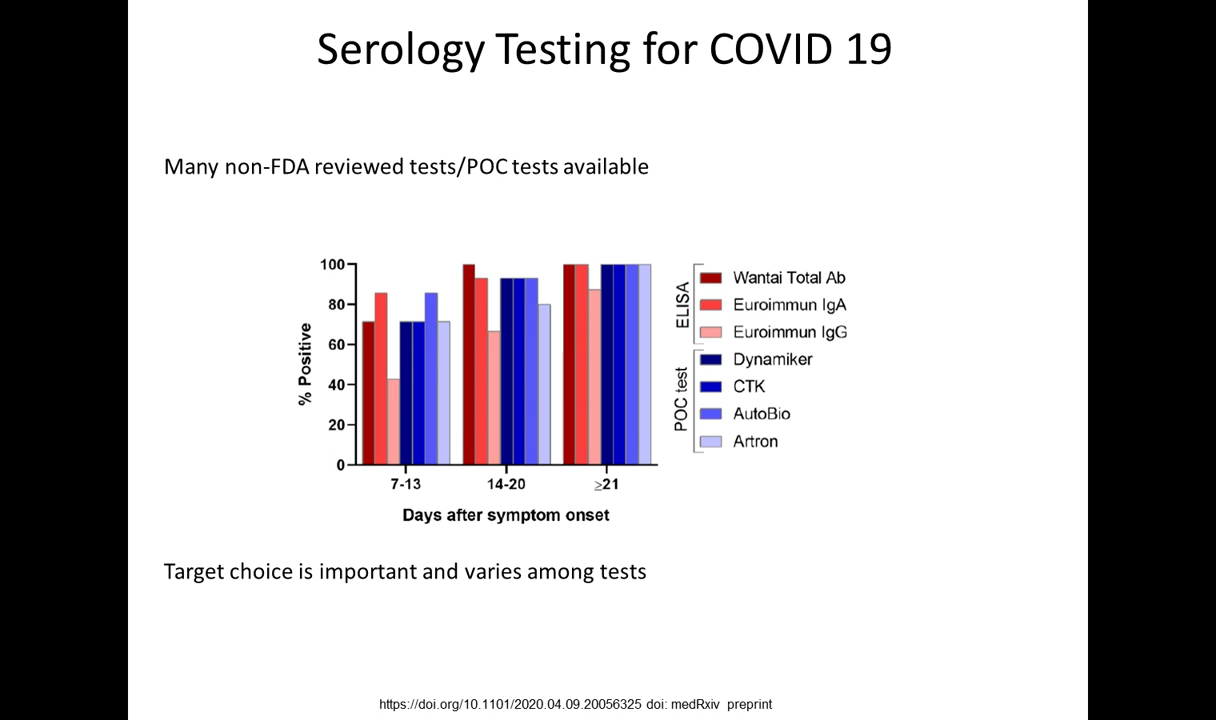 Serology Testing for COVID 19
Many non-FDA reviewed tests/POC tests available
% Positive
100
80
60
40
20
0
7-13
14-20
≥21
Days after symptom onset
ELISA
Wantai Total Ab
Euroimmun IgA
Euroimmun IgG
POC test
Dynamiker
CTK
AutoBio
Artron
Target choice is important and varies among tests
https://doi.org/10.1101/2020.04.09.20056325 doi: medRxiv preprint